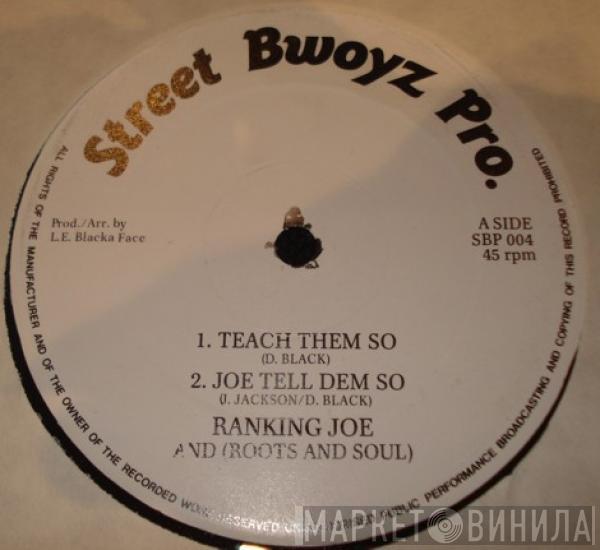 Street Bwoyz Pro.
Prod./Arr. by
L.E. Blacka Face
A SIDE
SBP 004
45 rpm
1. TEACH THEM SO
(D. BLACK)
2. JOE TELL DEM SO
(J. JACKSON/D. BLACK)
RANKING JOE
AND (ROOTS AND SOUL)
ALL RIGHTS OF THE MANUFACTURER AND OF THE OWNER OF THE RECORDED WORK RESERVED PUBLIC PERFORMANCE BROADCASTING AND COPYING OF THIS RECORD PROHIBITED
МАРКЕТ ВИНИЛА